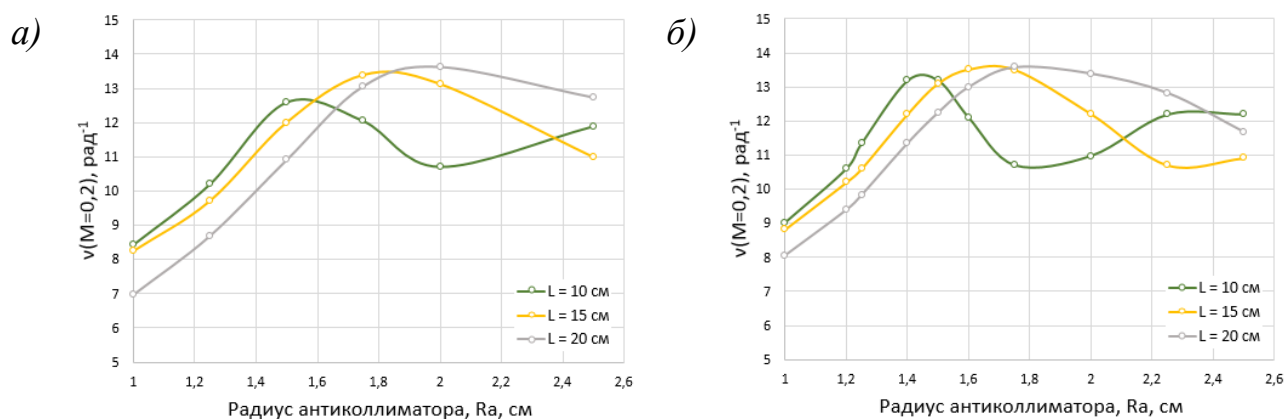 а)
ν(M=0,2), рад⁻¹
15
14
13
12
11
10
9
8
7
6
5
1 1,2 1,4 1,6 1,8 2 2,2 2,4 2,6
Радиус антиколлиматора, Ra, см
L = 10 см
L = 15 см
L = 20 см
б)
ν(M=0,2), рад⁻¹
15
14
13
12
11
10
9
8
7
6
5
1 1,2 1,4 1,6 1,8 2 2,2 2,4 2,6
Радиус антиколлиматора, Ra, см
L = 10 см
L = 15 см
L = 20 см